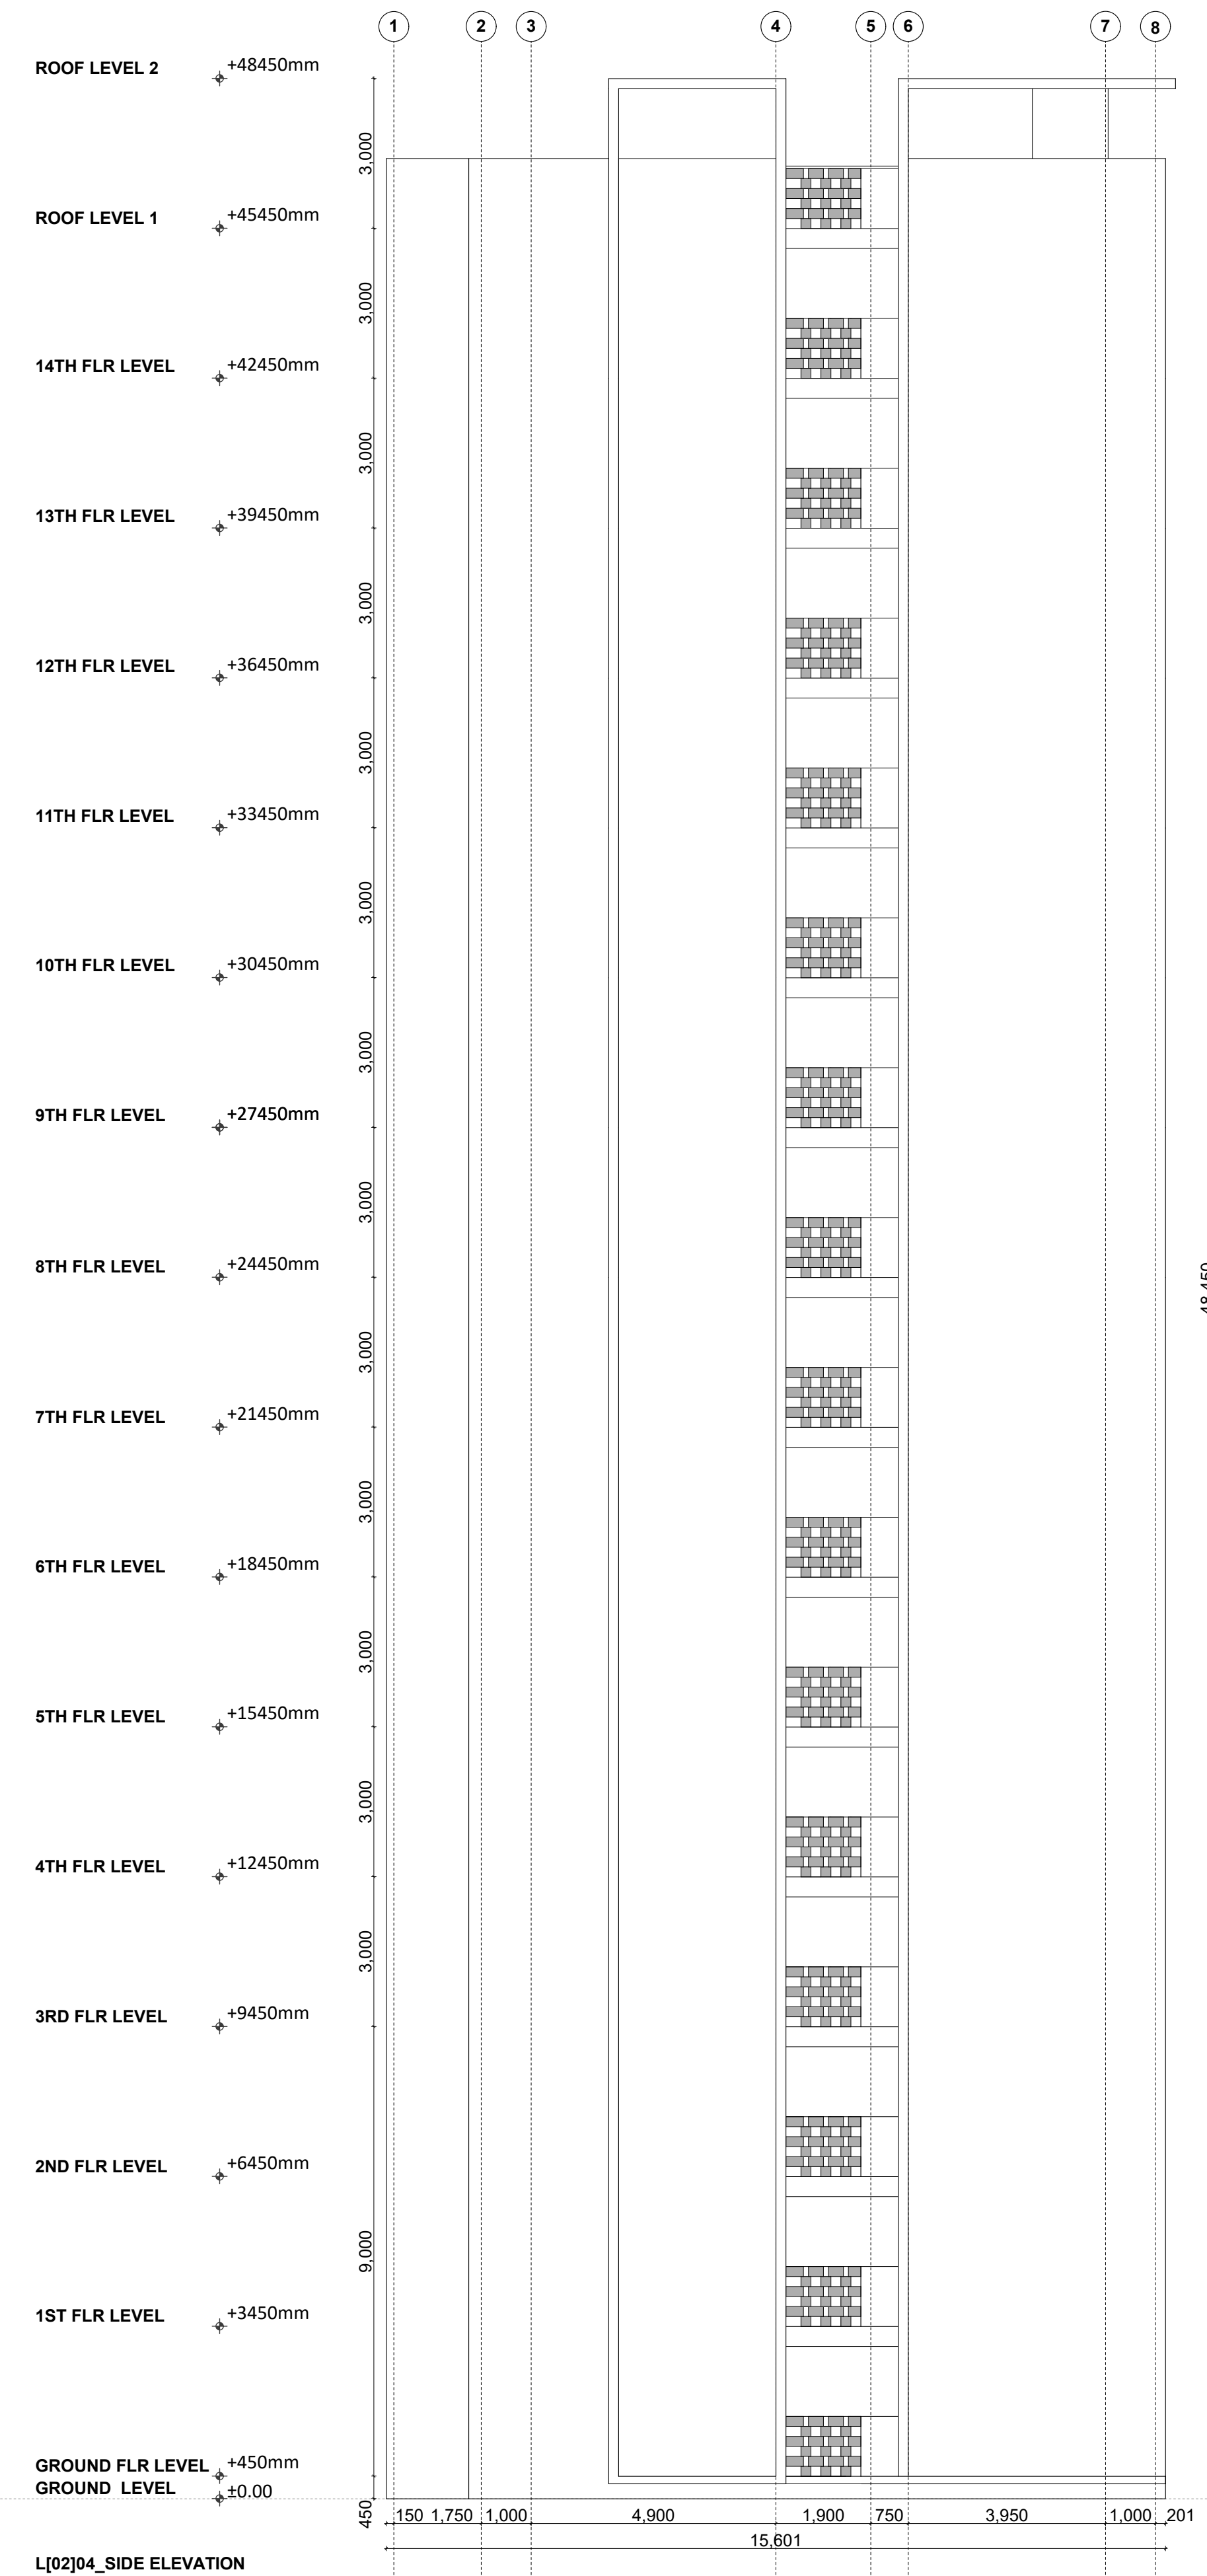 1 2 3 4 5 6 7 8
ROOF LEVEL 2 +48450mm
3,000
ROOF LEVEL 1 +45450mm
3,000
14TH FLR LEVEL +42450mm
3,000
13TH FLR LEVEL +39450mm
3,000
12TH FLR LEVEL +36450mm
3,000
11TH FLR LEVEL +33450mm
3,000
10TH FLR LEVEL +30450mm
3,000
9TH FLR LEVEL +27450mm
3,000
8TH FLR LEVEL +24450mm
48,450
3,000
7TH FLR LEVEL +21450mm
3,000
6TH FLR LEVEL +18450mm
3,000
5TH FLR LEVEL +15450mm
3,000
4TH FLR LEVEL +12450mm
3,000
3RD FLR LEVEL +9450mm
2ND FLR LEVEL +6450mm
9,000
1ST FLR LEVEL +3450mm
GROUND FLR LEVEL +450mm
GROUND LEVEL ±0.00
450 150 1,750 1,000 4,900 1,900 750 3,950 1,000 201
15,601
L[02]04_SIDE ELEVATION